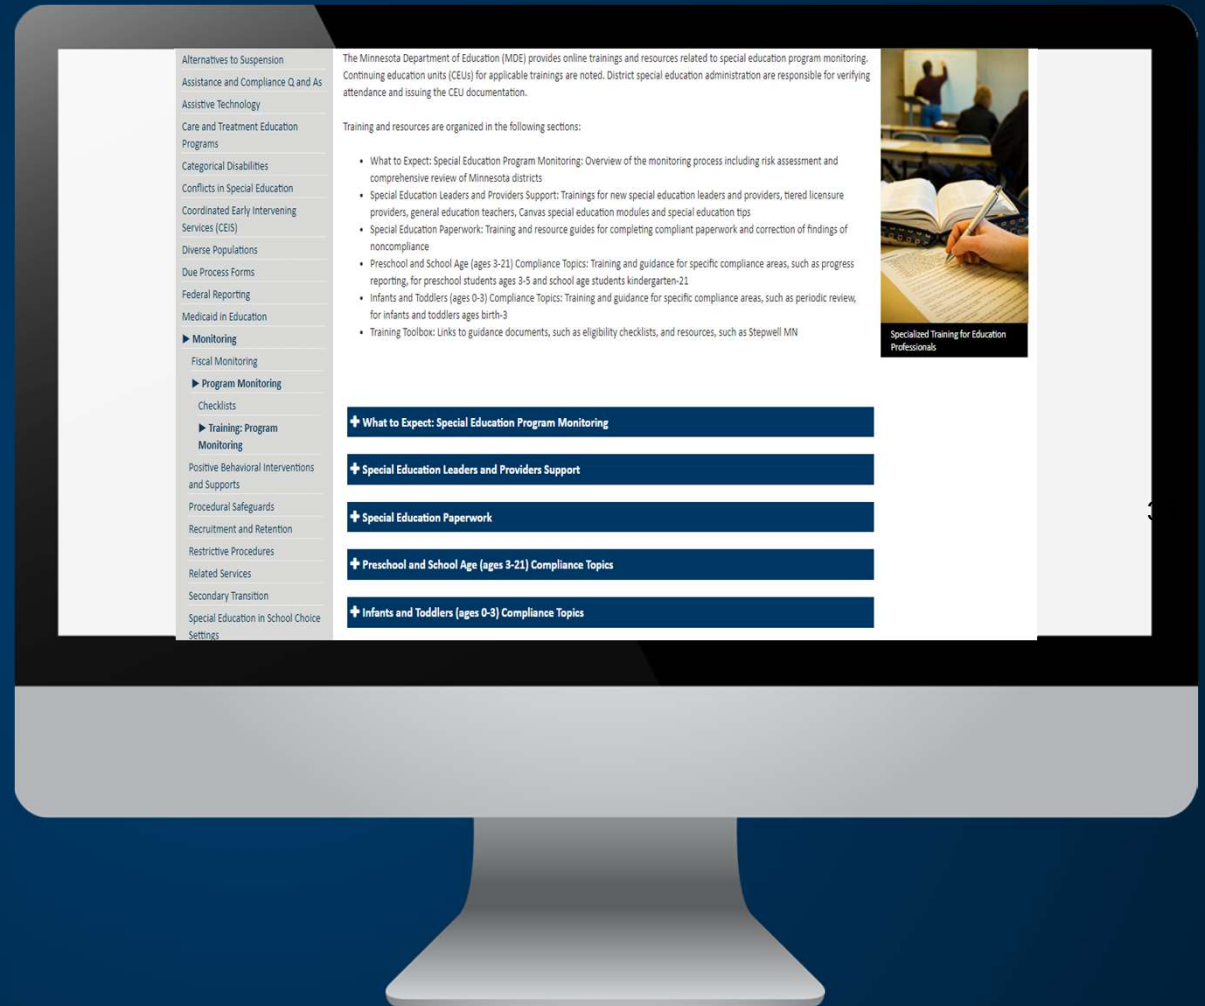 Alternatives to Suspension
Assistance and Compliance Q and As
Assistive Technology
Care and Treatment Education
Programs
Categorical Disabilities
Conflicts in Special Education
Coordinated Early Intervening
Services (CEIS)
Diverse Populations
Due Process Forms
Federal Reporting
Medicaid in Education
▶ Monitoring
Fiscal Monitoring
▶ Program Monitoring
Checklists
▶ Training: Program
Monitoring
Positive Behavioral Interventions
and Supports
Procedural Safeguards
Recruitment and Retention
Restrictive Procedures
Related Services
Secondary Transition
Special Education in School Choice
Settings
The Minnesota Department of Education (MDE) provides online trainings and resources related to special education program monitoring.
Continuing education units (CEUs) for applicable trainings are noted. District special education administration are responsible for verifying
attendance and issuing the CEU documentation.
Training and resources are organized in the following sections:
• What to Expect: Special Education Program Monitoring: Overview of the monitoring process including risk assessment and
comprehensive review of Minnesota districts
• Special Education Leaders and Providers Support: Trainings for new special education leaders and providers, tiered licensure
providers, general education teachers, Canvas special education modules and special education tips
• Special Education Paperwork: Training and resource guides for completing compliant paperwork and correction of findings of
noncompliance
• Preschool and School Age (ages 3-21) Compliance Topics: Training and guidance for specific compliance areas, such as progress
reporting, for preschool students ages 3-5 and school age students kindergarten-21
• Infants and Toddlers (ages 0-3) Compliance Topics: Training and guidance for specific compliance areas, such as periodic review,
for infants and toddlers ages birth-3
• Training Toolbox: Links to guidance documents, such as eligibility checklists, and resources, such as Stepwell MN
Specialized Training for Education
Professionals
✚ What to Expect: Special Education Program Monitoring
✚ Special Education Leaders and Providers Support
✚ Special Education Paperwork
✚ Preschool and School Age (ages 3-21) Compliance Topics
✚ Infants and Toddlers (ages 0-3) Compliance Topics